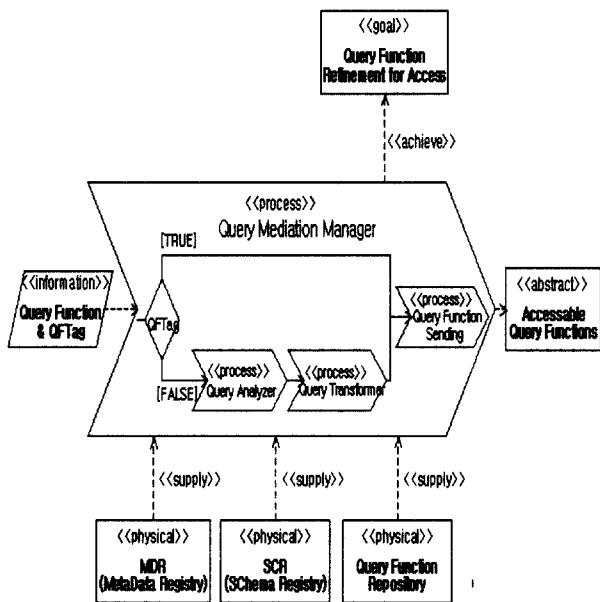 <<goal>>
Query Function
Refinement for Access
<<achieve>>
<<process>>
Query Mediation Manager
[TRUE]
<<information>>
Query Function
& QFTag
QFTag
<<process>>
Query Function
Sending
<<abstract>>
Accessable
Query Functions
[FALSE]
<<process>>
Query Analyzer
<<process>>
Query Transformer
<<supply>>
<<supply>>
<<supply>>
<<physical>>
MDR
(MetaData Registry)
<<physical>>
SCR
(SChema Registry)
<<physical>>
Query Function
Repository